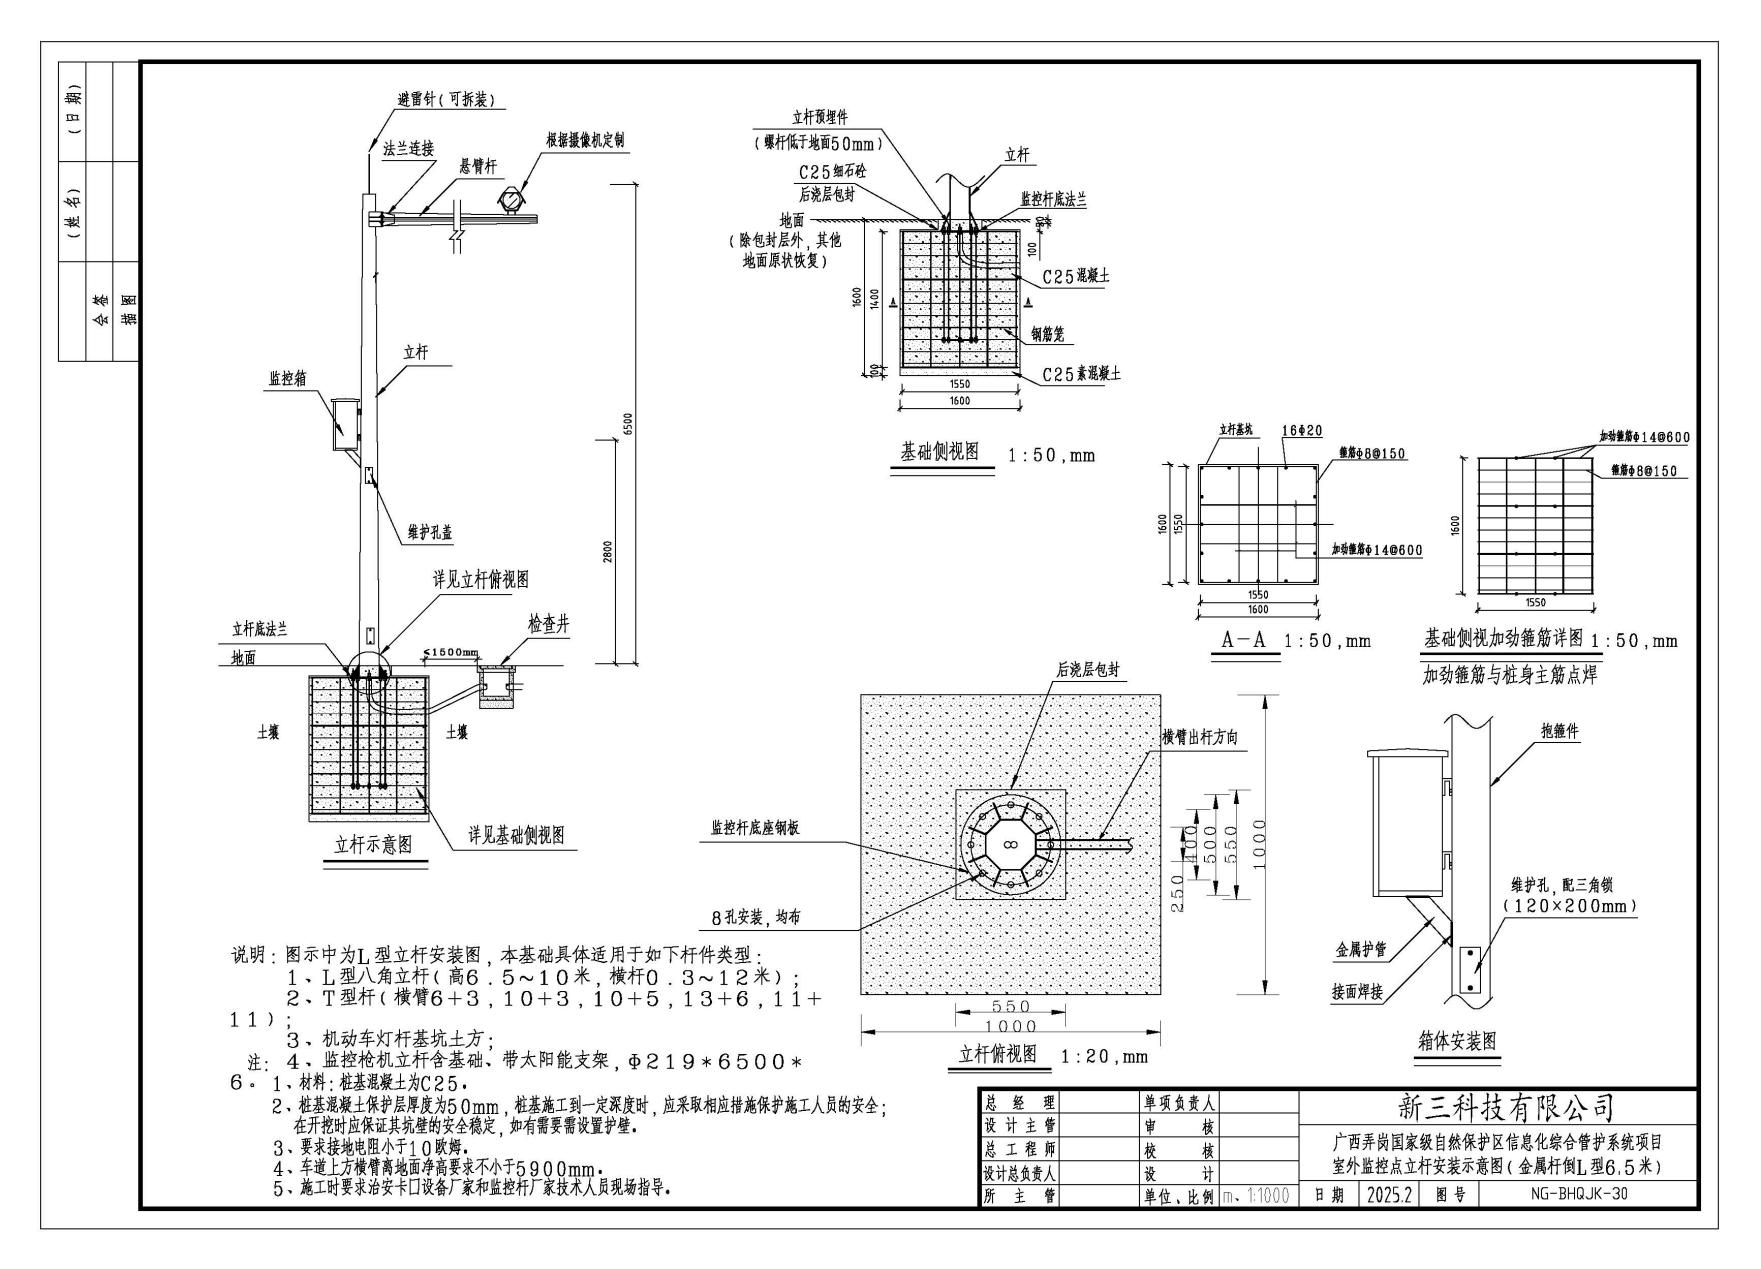 (日 期)
(姓 名)
会 签
描 图
避雷针(可拆装)
法兰连接
悬臂杆
根据摄像机定制
立杆
监控箱
6500
2800
维护孔盖
详见立杆俯视图
检查井
立杆底法兰
地面
≤1500mm
土壤
土壤
详见基础侧视图
立杆示意图
立杆预埋件
(螺杆低于地面50mm)
C25细石砼
后浇层包封
立杆
监控杆底法兰
地面
(除包封层外,其他
地面原状恢复)
50
100
1600
1400
100
A
A
C25混凝土
钢筋笼
C25素混凝土
1550
1600
基础侧视图 1:50,mm
立杆基坑
16Φ20
箍筋Φ8@150
1600
1550
加劲箍筋Φ14@600
1550
1600
A—A 1:50,mm
加劲箍筋Φ14@600
箍筋Φ8@150
1600
1550
基础侧视加劲箍筋详图 1:50,mm
加劲箍筋与桩身主筋点焊
后浇层包封
横臂出杆方向
监控杆底座钢板
8孔安装,均布
250
400
500
550
1000
550
1000
立杆俯视图 1:20,mm
抱箍件
维护孔,配三角锁
(120×200mm)
金属护管
接面焊接
箱体安装图
说明:图示中为L型立杆安装图,本基础具体适用于如下杆件类型:
1、L型八角立杆(高6.5~10米,横杆0.3~12米);
2、T型杆(横臂6+3,10+3,10+5,13+6,11+
11);
3、机动车灯杆基坑土方;
注: 4、监控枪机立杆含基础、带太阳能支架,Φ219*6500*
6。 1、材料:桩基混凝土为C25。
2、桩基混凝土保护层厚度为50mm,桩基施工到一定深度时,应采取相应措施保护施工人员的安全;
在开挖时应保证其坑壁的安全稳定,如有需要需设置护壁。
3、要求接地电阻小于10欧姆。
4、车道上方横臂离地面净高要求不小于5900mm。
5、施工时要求治安卡口设备厂家和监控杆厂家技术人员现场指导。
总 经 理
单项负责人
新三科技有限公司
设 计 主 管
审 核
总 工 程 师
校 核
广西弄岗国家级自然保护区信息化综合管护系统项目
室外监控点立杆安装示意图(金属杆倒L型6.5米)
设计总负责人
设 计
所 主 管
单位、比例
m、1:1000
日 期
2025.2
图 号
NG-BHQJK-30